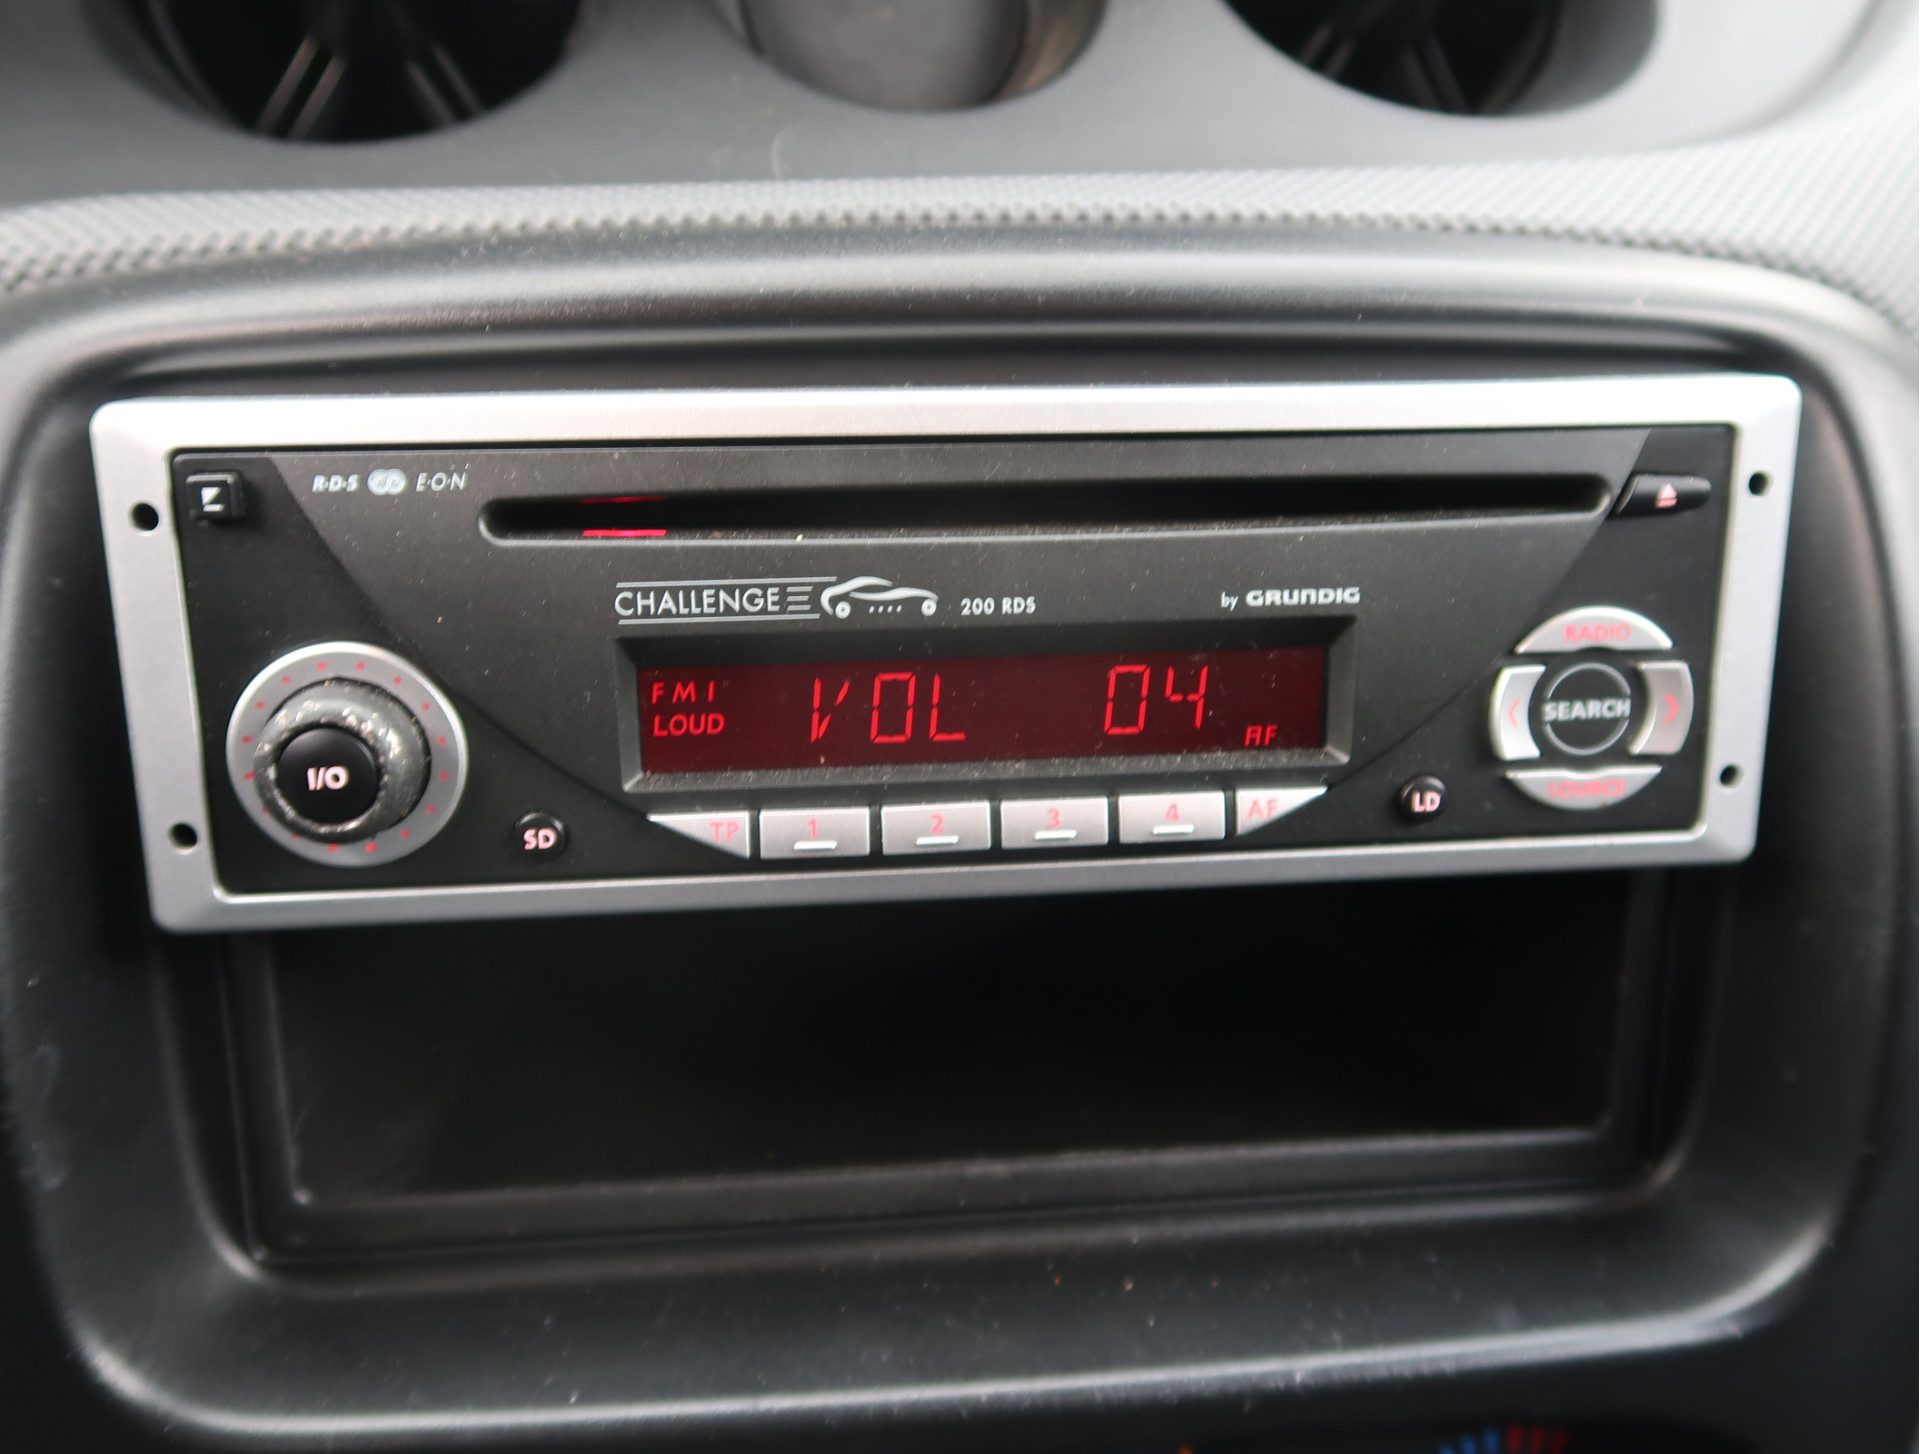 R·D·S E·O·N
CHALLENGE 200 RDS by GRUNDIG
RADIO
FM1 VOL 04
LOUD AF
SEARCH
I/O
SOURCE
SD TP 1 2 3 4 AF LD